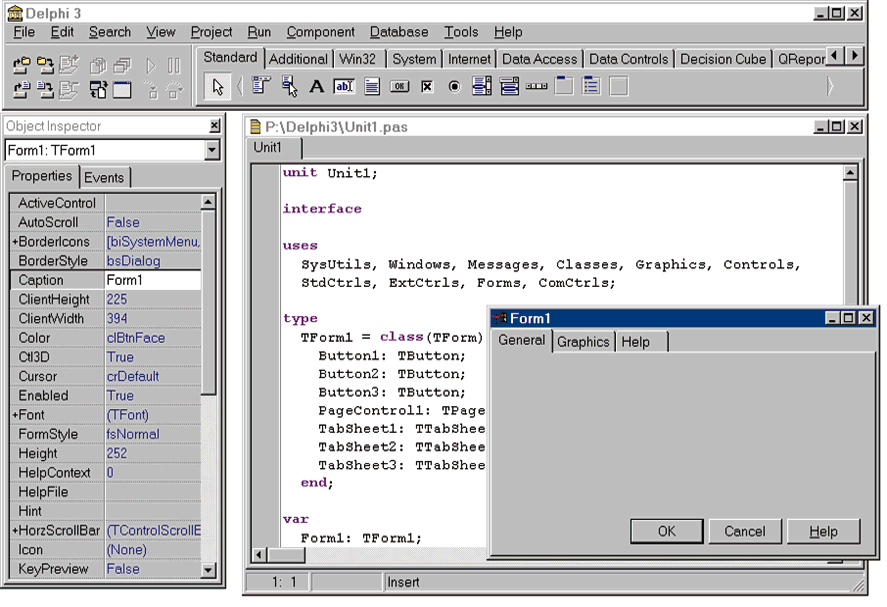 Delphi 3
File Edit Search View Project Run Component Database Tools Help
Standard Additional Win32 System Internet Data Access Data Controls Decision Cube QRepor
A ab OK
Object Inspector
Form1: TForm1
Properties Events
ActiveControl
AutoScroll False
+BorderIcons [biSystemMenu,
BorderStyle bsDialog
Caption Form1
ClientHeight 225
ClientWidth 394
Color clBtnFace
Ctl3D True
Cursor crDefault
Enabled True
+Font (TFont)
FormStyle fsNormal
Height 252
HelpContext 0
HelpFile
Hint
+HorzScrollBar (TControlScrollB
Icon (None)
KeyPreview False
P:\Delphi3\Unit1.pas
Unit1
unit Unit1;
interface
uses
SysUtils, Windows, Messages, Classes, Graphics, Controls,
StdCtrls, ExtCtrls, Forms, ComCtrls;
type
TForm1 = class(TForm)
Button1: TButton;
Button2: TButton;
Button3: TButton;
PageControl1: TPage
TabSheet1: TTabShee
TabSheet2: TTabShee
TabSheet3: TTabShee
end;
var
Form1: TForm1;
1: 1 Insert
Form1
General Graphics Help
OK Cancel Help